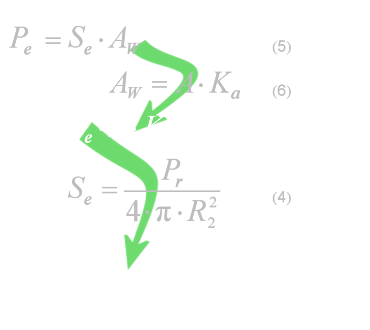 P_e = S_e · A_w (5)
A_W = A · K_a (6)
e
S_e = P_r / (4 · π · R_2^2) (4)